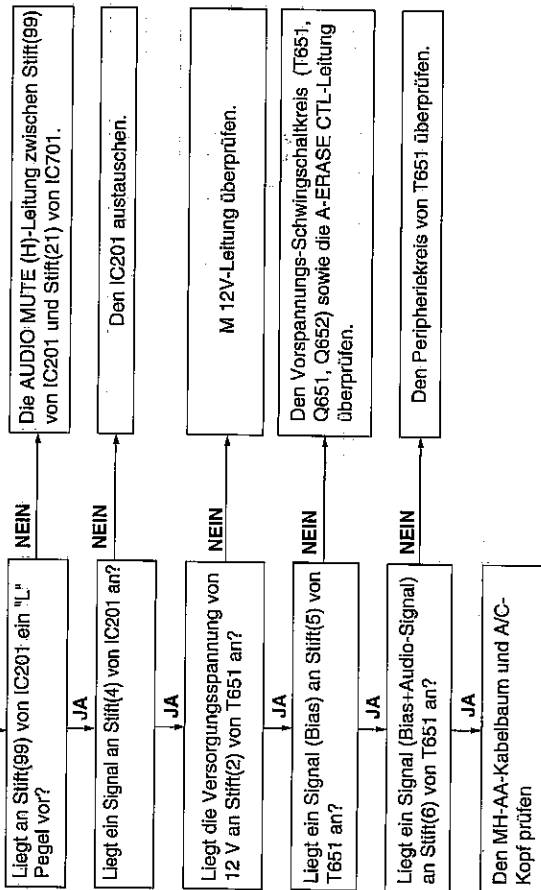 Liegt an Stift(99) von IC201 ein "L"
Pegel vor?
NEIN
Die AUDIO MUTE (H)-Leitung zwischen Stift(99)
von IC201 und Stift(21) von IC701.
JA
Liegt ein Signal an Stift(4) von IC201 an?
NEIN
Den IC201 austauschen.
JA
Liegt die Versorgungsspannung von
12 V an Stift(2) von T651 an?
NEIN
M 12V-Leitung überprüfen.
JA
Liegt ein Signal (Bias) an Stift(5) von
T651 an?
NEIN
Den Vorspannungs-Schwingschaltkreis (T651,
Q651, Q652) sowie die A-ERASE CTL-Leitung
überprüfen.
JA
Liegt ein Signal (Bias+Audio-Signal)
an Stift(6) von T651 an?
NEIN
Den Peripheriekreis von T651 überprüfen.
JA
Den MH-AA-Kabelbaum und A/C-
Kopf prüfen